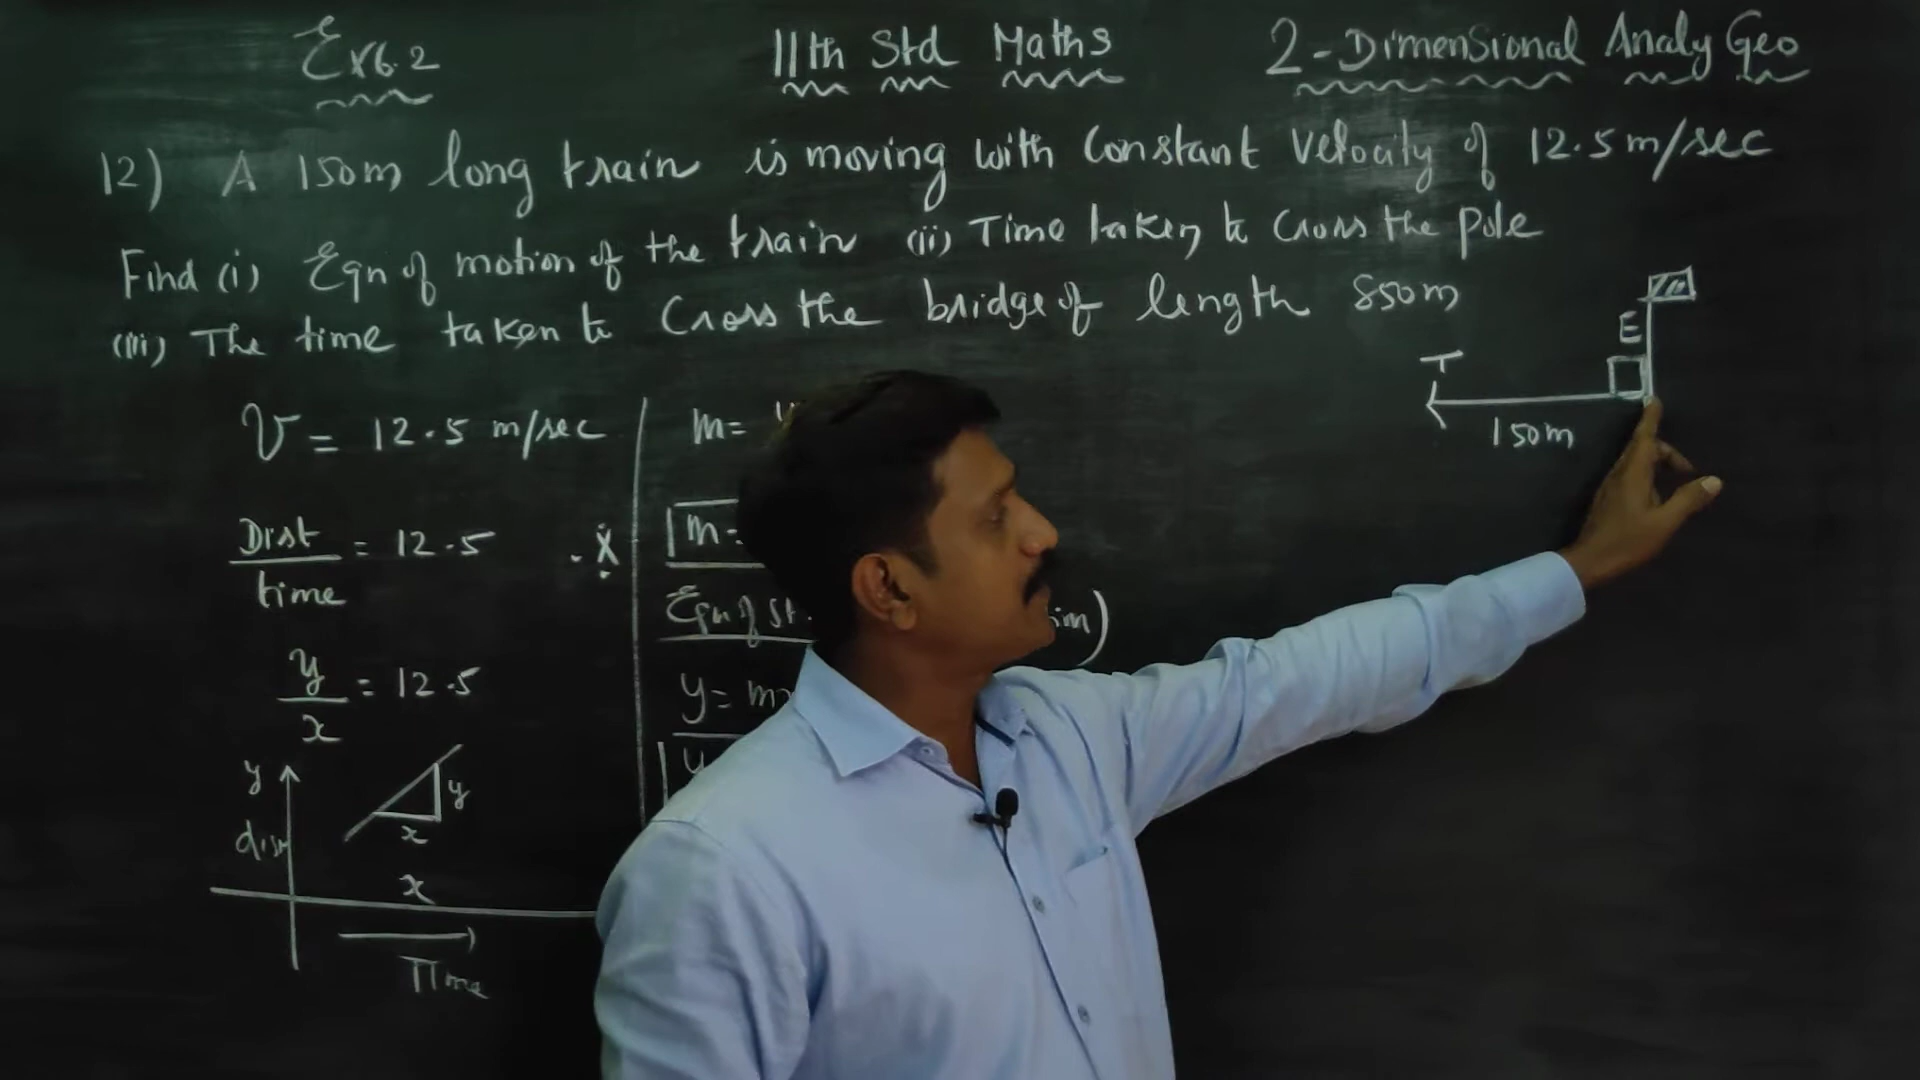 Ex 6.2
11th Std Maths
2-Dimensional Analy Geo
12) A 150m long train is moving with constant velocity of 12.5 m/sec
Find (i) Eqn of motion of the train (ii) Time taken to cross the pole
(iii) The time taken to cross the bridge of length 850m
V = 12.5 m/sec
Dist/time = 12.5
y/x = 12.5
y
dis
y
x
x
Time
m=
m=
Eqn of st.
y= m
y
T
E
150m